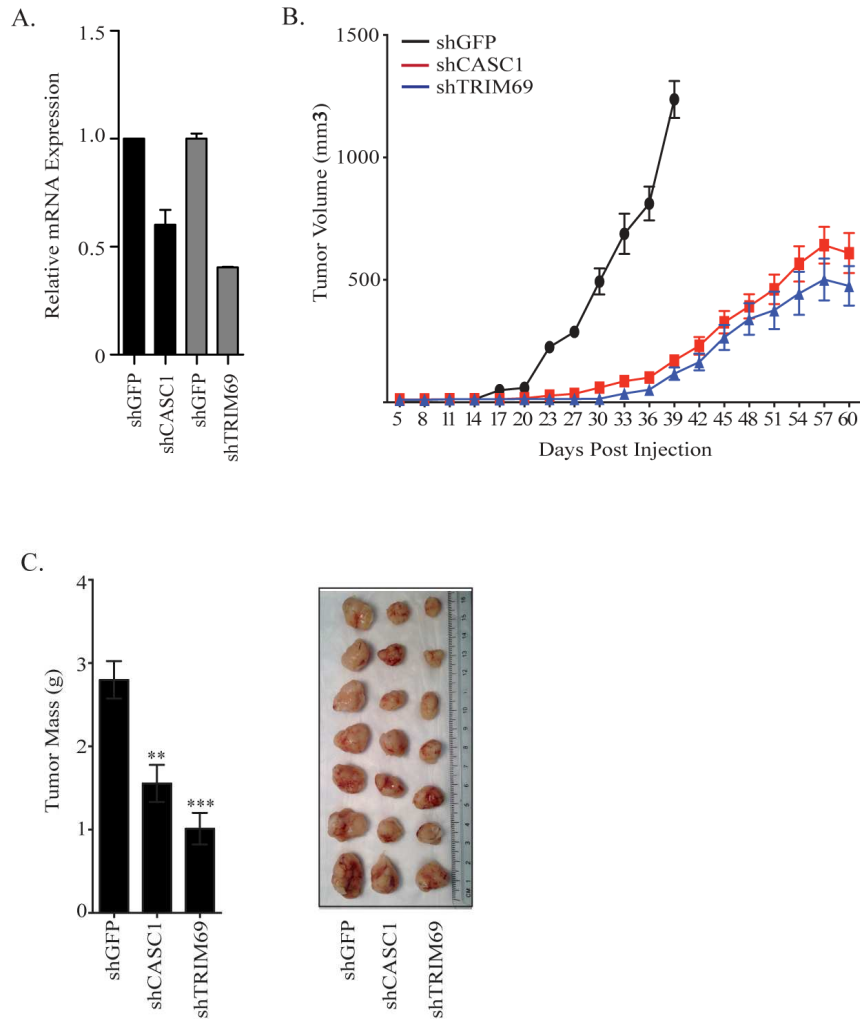 A.
Relative mRNA Expression
1.5
1.0
0.5
0
shGFP
shCASC1
shGFP
shTRIM69
B.
shGFP
shCASC1
shTRIM69
Tumor Volume (mm3)
1500
1000
500
5 8 11 14 17 20 23 27 30 33 36 39 42 45 48 51 54 57 60
Days Post Injection
C.
Tumor Mass (g)
4
3
2
1
0
**
***
shGFP
shCASC1
shTRIM69
shGFP
shCASC1
shTRIM69